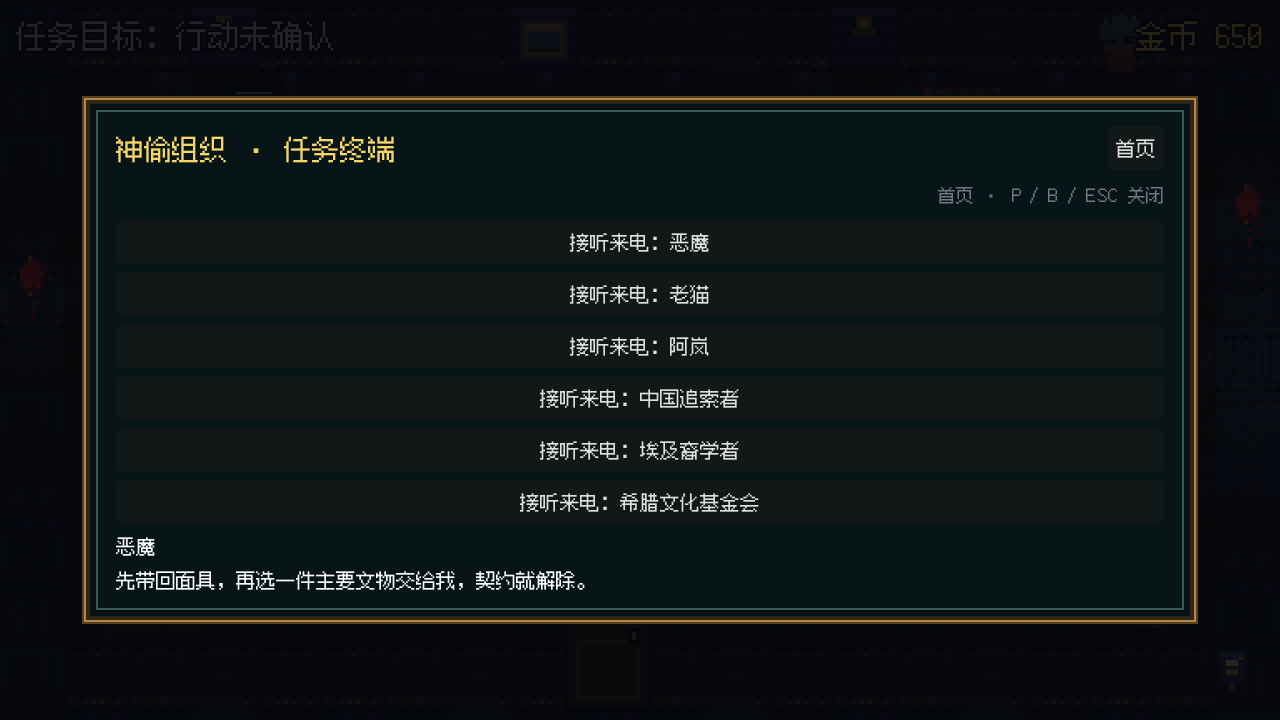 任务目标：行动未确认
金币 650
神偷组织 · 任务终端
首页
首页 · P / B / ESC 关闭
接听来电：恶魔
接听来电：老猫
接听来电：阿岚
接听来电：中国追索者
接听来电：埃及裔学者
接听来电：希腊文化基金会
恶魔
先带回面具，再选一件主要文物交给我，契约就解除。